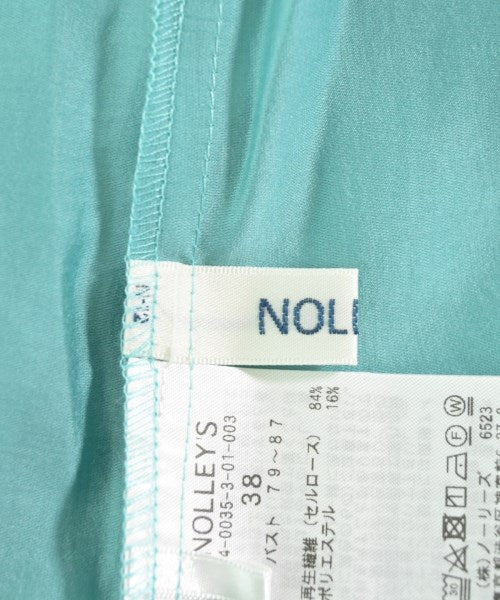 NOLL
NOLLEY'S
4-0035-3-01-003
38
バスト 79～87
再生繊維 (セルロース) 84%
ポリエステル 16%
30
W
F
(株) ノーリーズ
6523